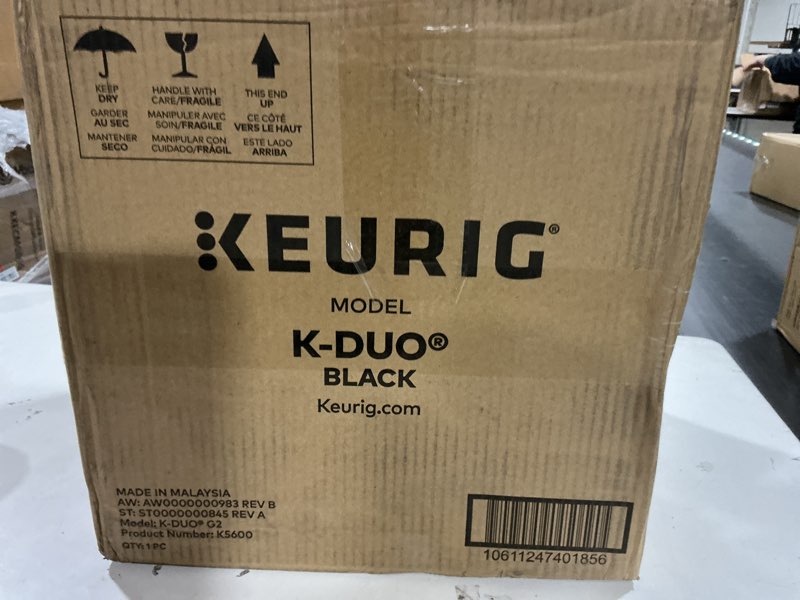 KEEP
DRY
GARDER
AU SEC
MANTENER
SECO
HANDLE WITH
CARE/FRAGILE
MANIPULER AVEC
SOIN/FRAGILE
MANIPULAR CON
CUIDADO/FRÁGIL
THIS END
UP
CE CÔTÉ
VERS LE HAUT
ESTE LADO
ARRIBA
KEURIG®
MODEL
K-DUO®
BLACK
Keurig.com
MADE IN MALAYSIA
AW: AW0000000983 REV B
ST: ST0000000845 REV A
Model: K-DUO® G2
Product Number: K5600
QTY: 1 PC
10611247401856